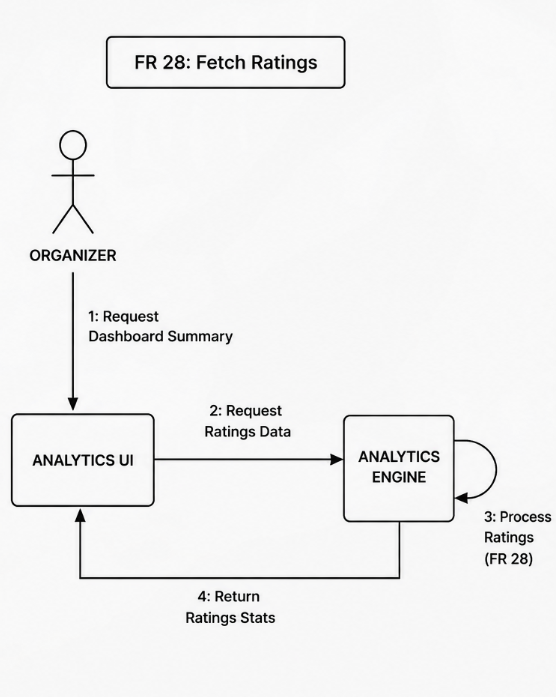 FR 28: Fetch Ratings
ORGANIZER
1: Request
Dashboard Summary
2: Request
Ratings Data
ANALYTICS UI
ANALYTICS
ENGINE
3: Process
Ratings
(FR 28)
4: Return
Ratings Stats